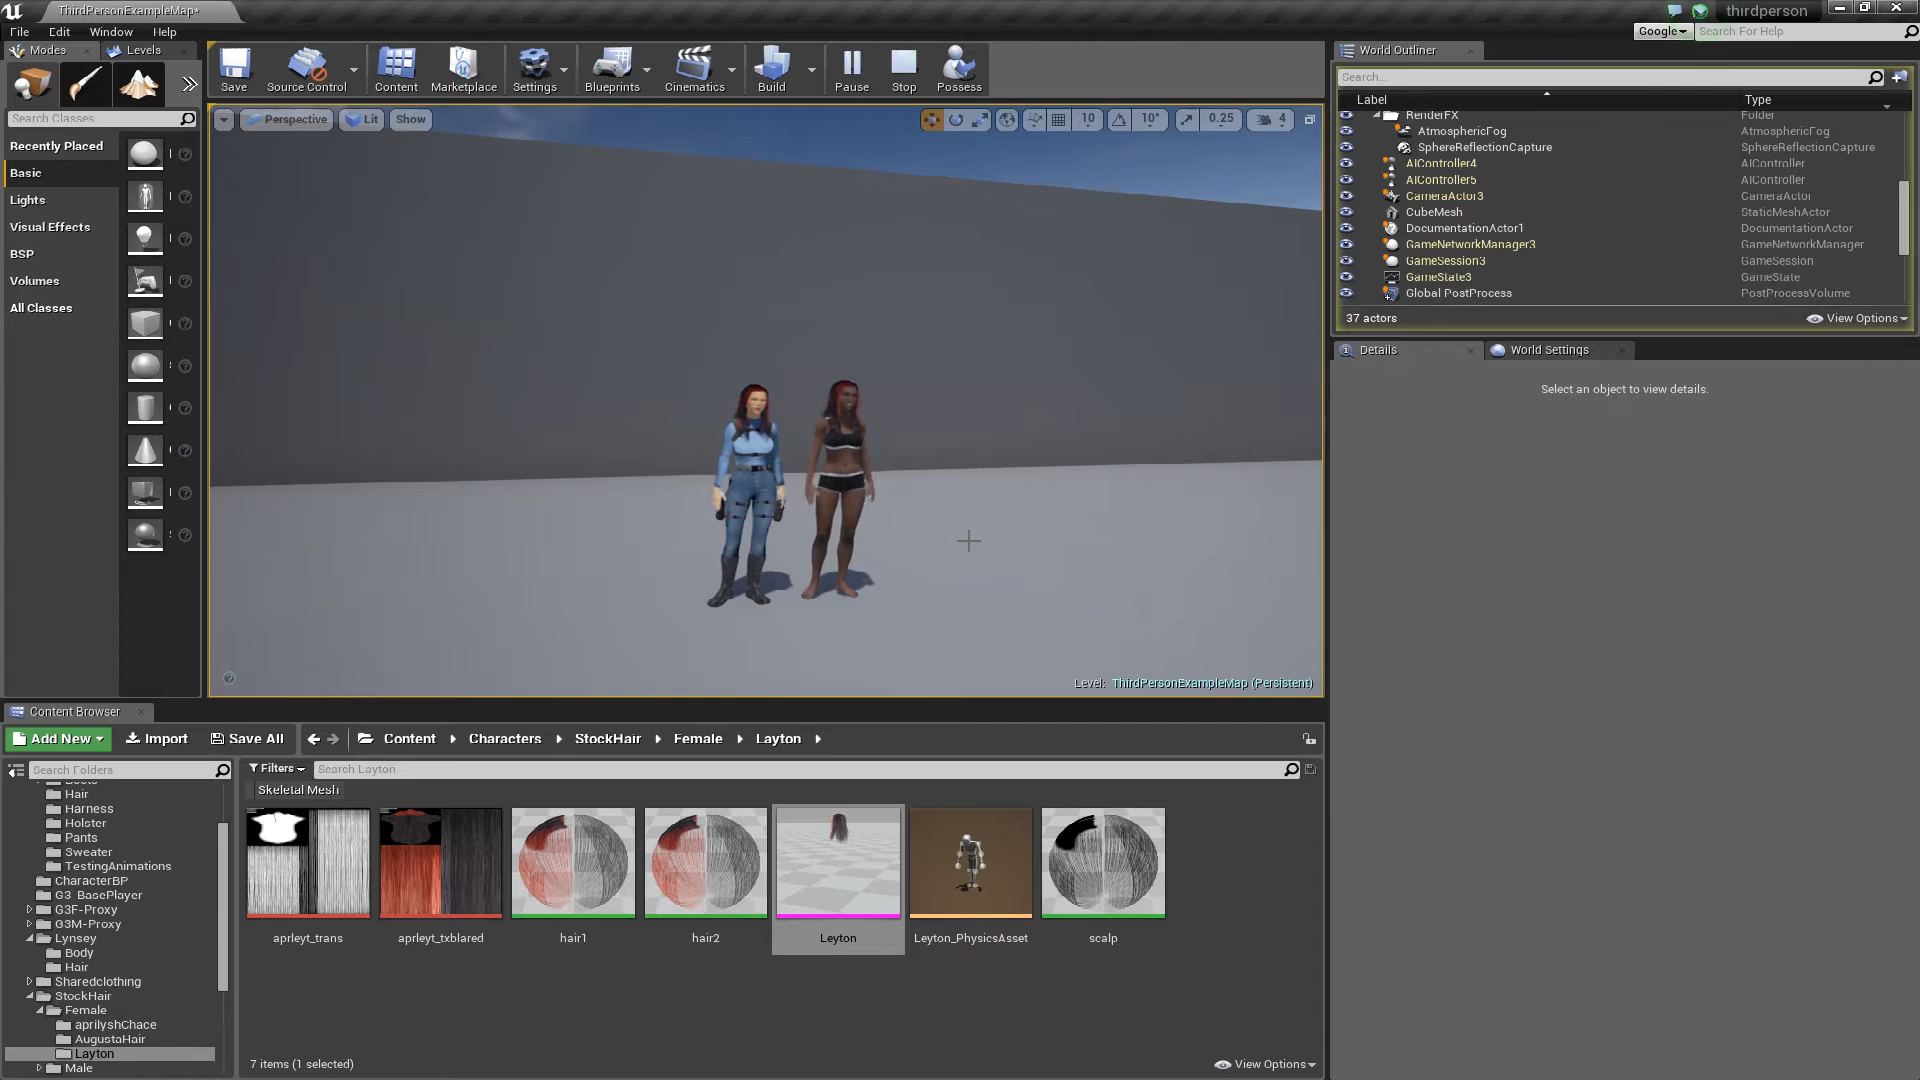 ThirdPersonExampleMap*
thirdperson
File Edit Window Help
Google Search For Help
Modes Levels
Save Source Control Content Marketplace Settings Blueprints Cinematics Build Pause Stop Possess
Search Classes
Recently Placed
Basic
Lights
Visual Effects
BSP
Volumes
All Classes
Perspective Lit Show
10 10° 0.25 4
Level: ThirdPersonExampleMap (Persistent)
World Outliner
Search...
Label Type
RenderFX Folder
AtmosphericFog AtmosphericFog
SphereReflectionCapture SphereReflectionCapture
AIController4 AIController
AIController5 AIController
CameraActor3 CameraActor
CubeMesh StaticMeshActor
DocumentationActor1 DocumentationActor
GameNetworkManager3 GameNetworkManager
GameSession3 GameSession
GameState3 GameState
Global PostProcess PostProcessVolume
37 actors View Options
Details World Settings
Select an object to view details.
Content Browser
Add New Import Save All Content Characters StockHair Female Layton
Search Folders
Filters Search Layton
Skeletal Mesh
Hair
Harness
Holster
Pants
Sweater
TestingAnimations
CharacterBP
G3_BasePlayer
G3F-Proxy
G3M-Proxy
Lynsey
Body
Hair
Sharedclothing
StockHair
Female
aprilyshChace
AugustaHair
Layton
Male
aprleyt_trans aprleyt_txblared hair1 hair2 Leyton Leyton_PhysicsAsset scalp
7 items (1 selected) View Options